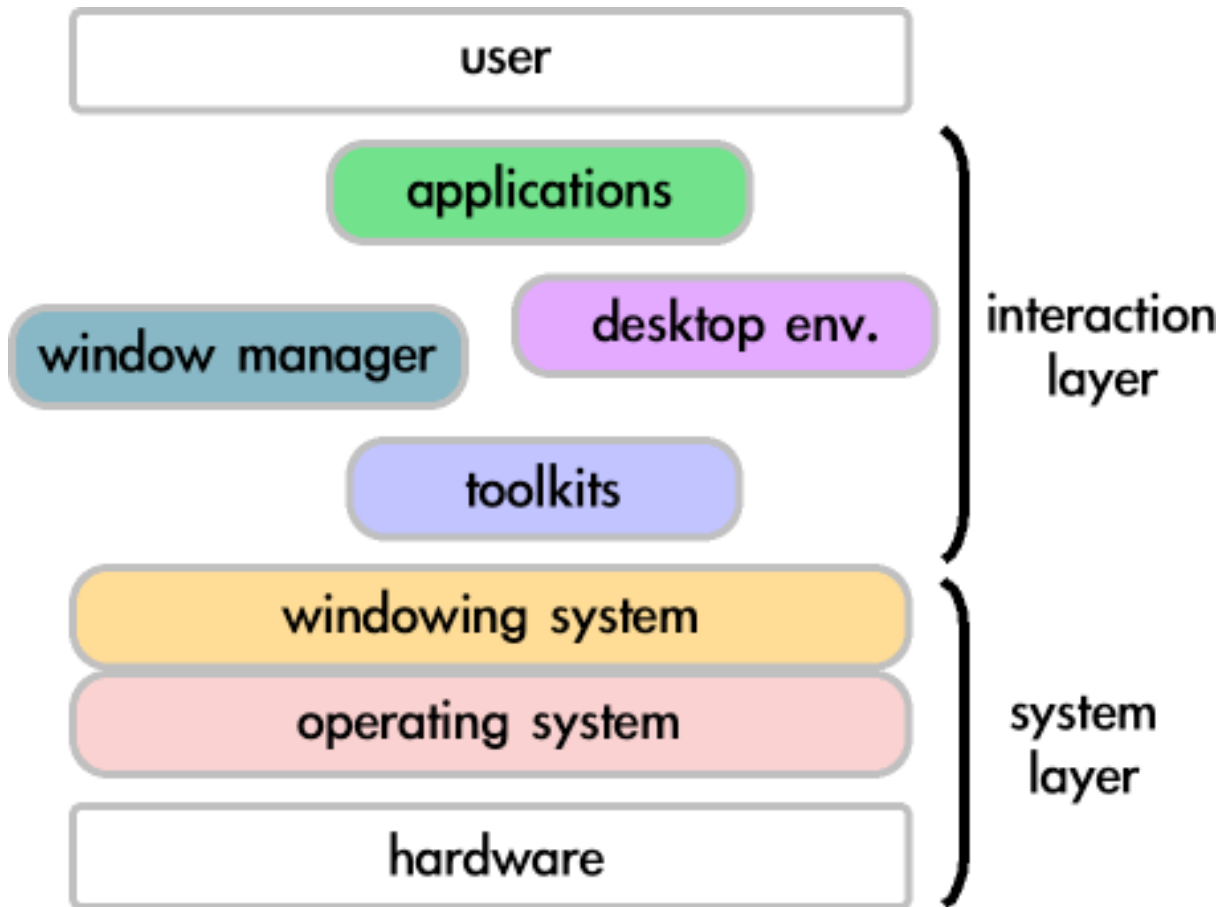 user
applications
desktop env.
window manager
interaction
layer
toolkits
windowing system
operating system
system
layer
hardware